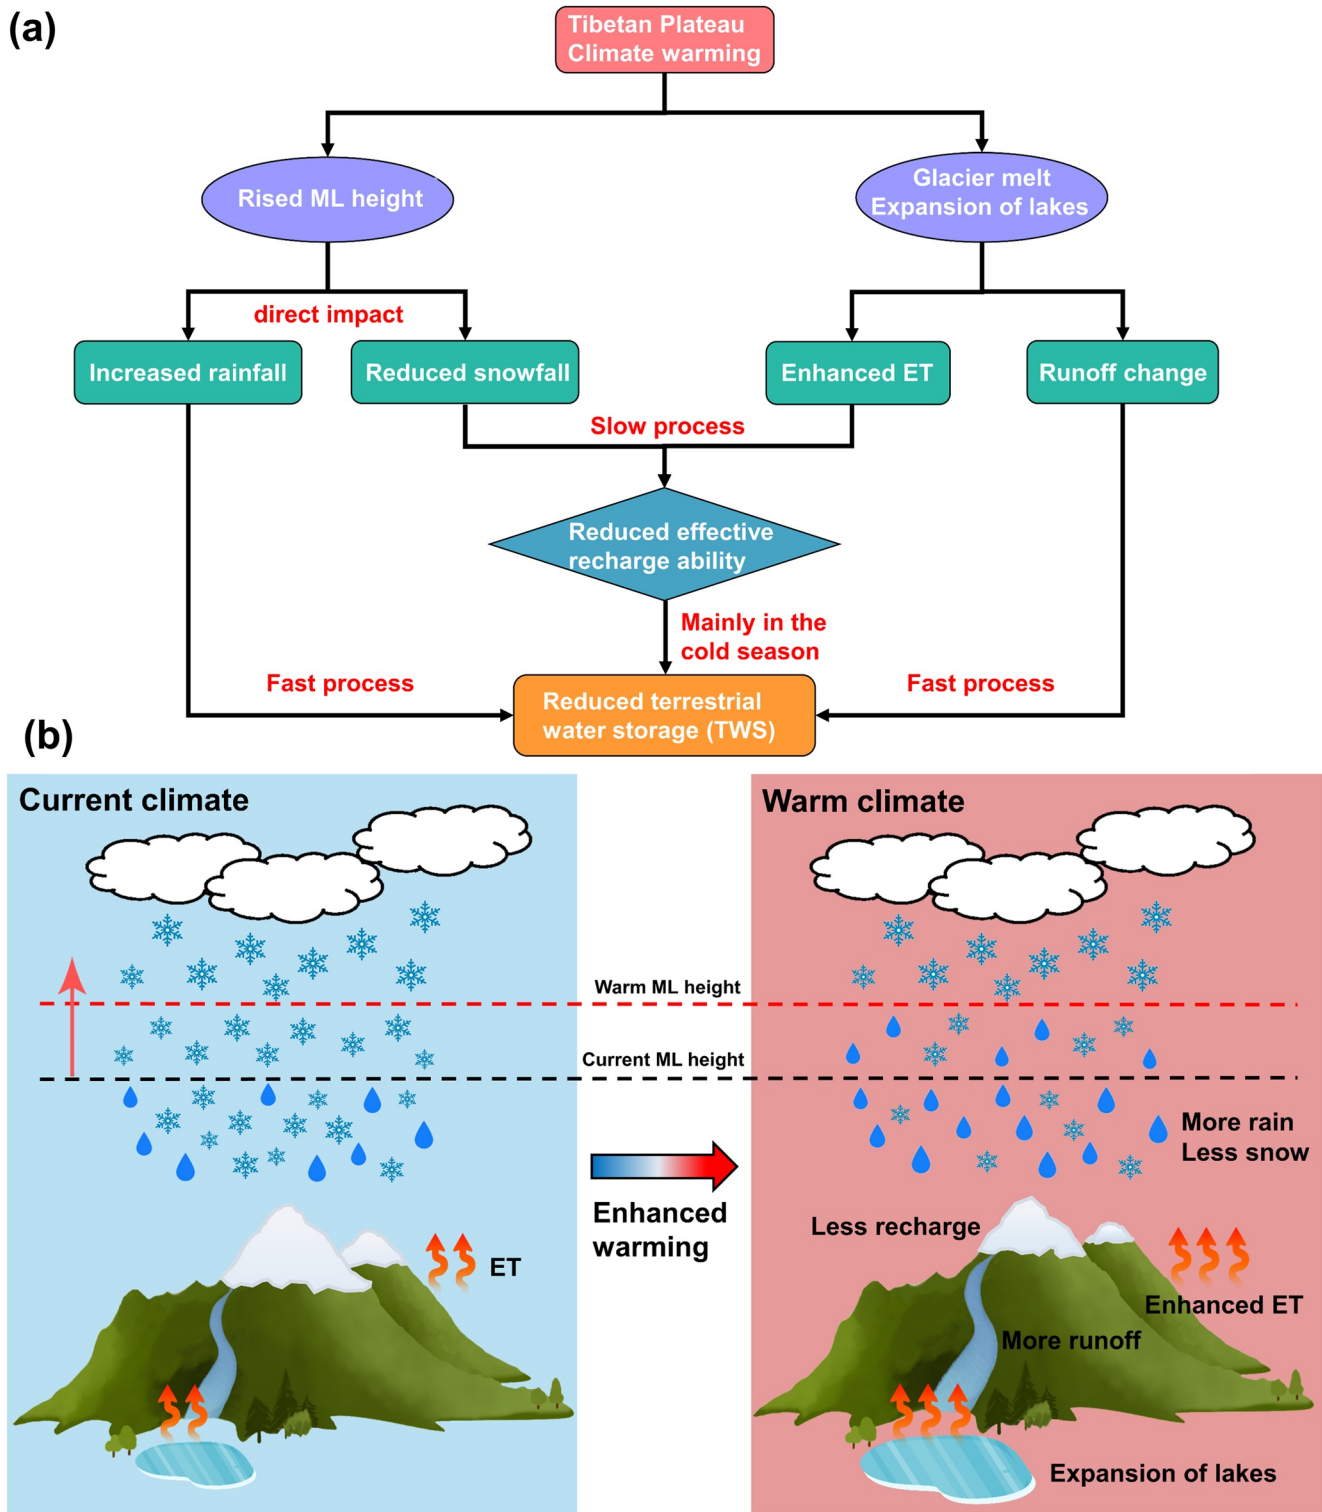 (a)
Tibetan Plateau
Climate warming
Rised ML height
Glacier melt
Expansion of lakes
direct impact
Increased rainfall
Reduced snowfall
Enhanced ET
Runoff change
Slow process
Reduced effective
recharge ability
Mainly in the
cold season
Fast process
Fast process
Reduced terrestrial
water storage (TWS)
(b)
Current climate
Warm climate
Warm ML height
Current ML height
More rain
Less snow
Enhanced
warming
Less recharge
ET
Enhanced ET
More runoff
Expansion of lakes